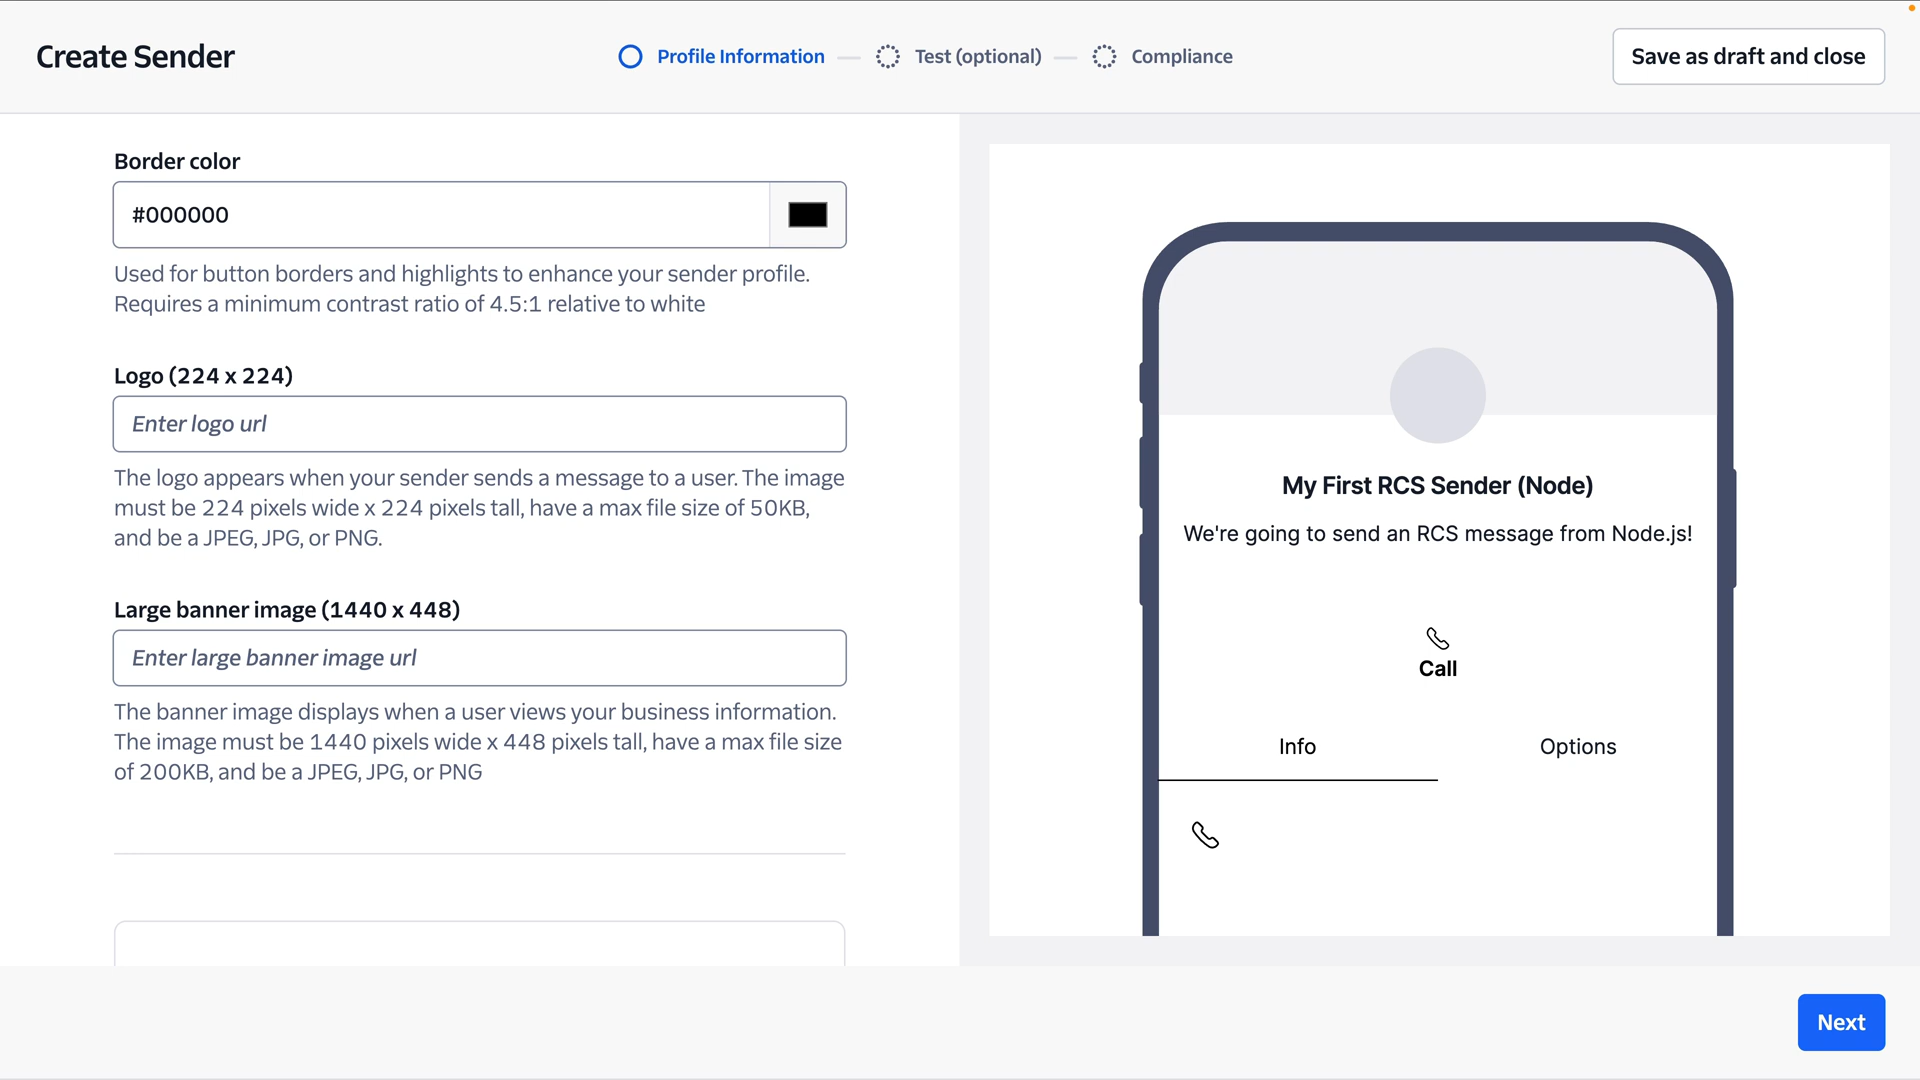 Create Sender
Profile Information
Test (optional)
Compliance
Save as draft and close
Border color
#000000
Used for button borders and highlights to enhance your sender profile.
Requires a minimum contrast ratio of 4.5:1 relative to white
Logo (224 x 224)
Enter logo url
The logo appears when your sender sends a message to a user. The image
must be 224 pixels wide x 224 pixels tall, have a max file size of 50KB,
and be a JPEG, JPG, or PNG.
Large banner image (1440 x 448)
Enter large banner image url
The banner image displays when a user views your business information.
The image must be 1440 pixels wide x 448 pixels tall, have a max file size
of 200KB, and be a JPEG, JPG, or PNG
My First RCS Sender (Node)
We're going to send an RCS message from Node.js!
Call
Info
Options
Next